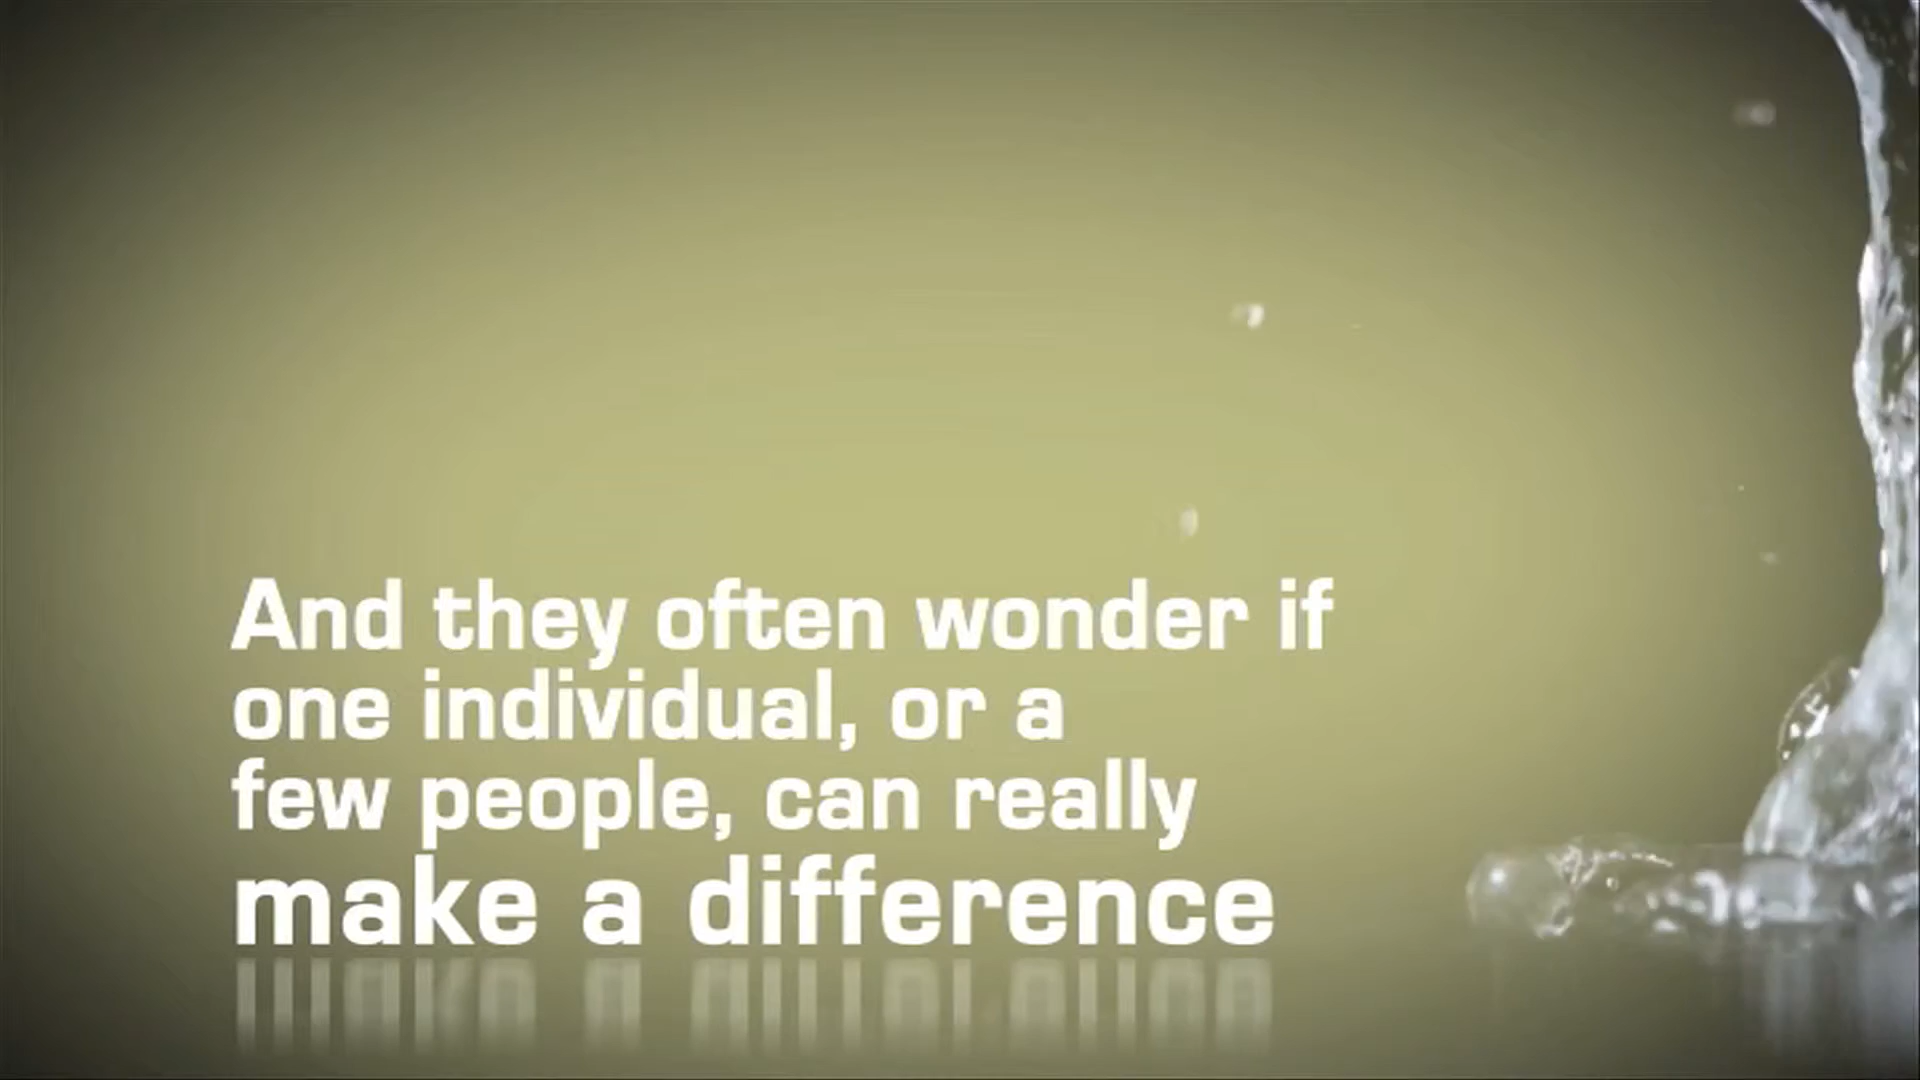 And they often wonder if
one individual, or a
few people, can really
make a difference